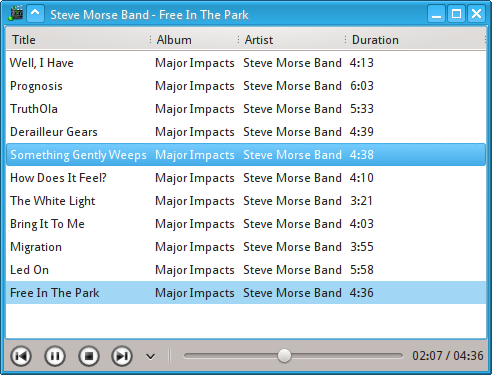 Steve Morse Band - Free In The Park
Title Album Artist Duration
Well, I Have Major Impacts Steve Morse Band 4:13
Prognosis Major Impacts Steve Morse Band 6:03
TruthOla Major Impacts Steve Morse Band 5:33
Derailleur Gears Major Impacts Steve Morse Band 4:39
Something Gently Weeps Major Impacts Steve Morse Band 4:38
How Does It Feel? Major Impacts Steve Morse Band 4:10
The White Light Major Impacts Steve Morse Band 3:21
Bring It To Me Major Impacts Steve Morse Band 4:03
Migration Major Impacts Steve Morse Band 3:55
Led On Major Impacts Steve Morse Band 5:58
Free In The Park Major Impacts Steve Morse Band 4:36
02:07 / 04:36